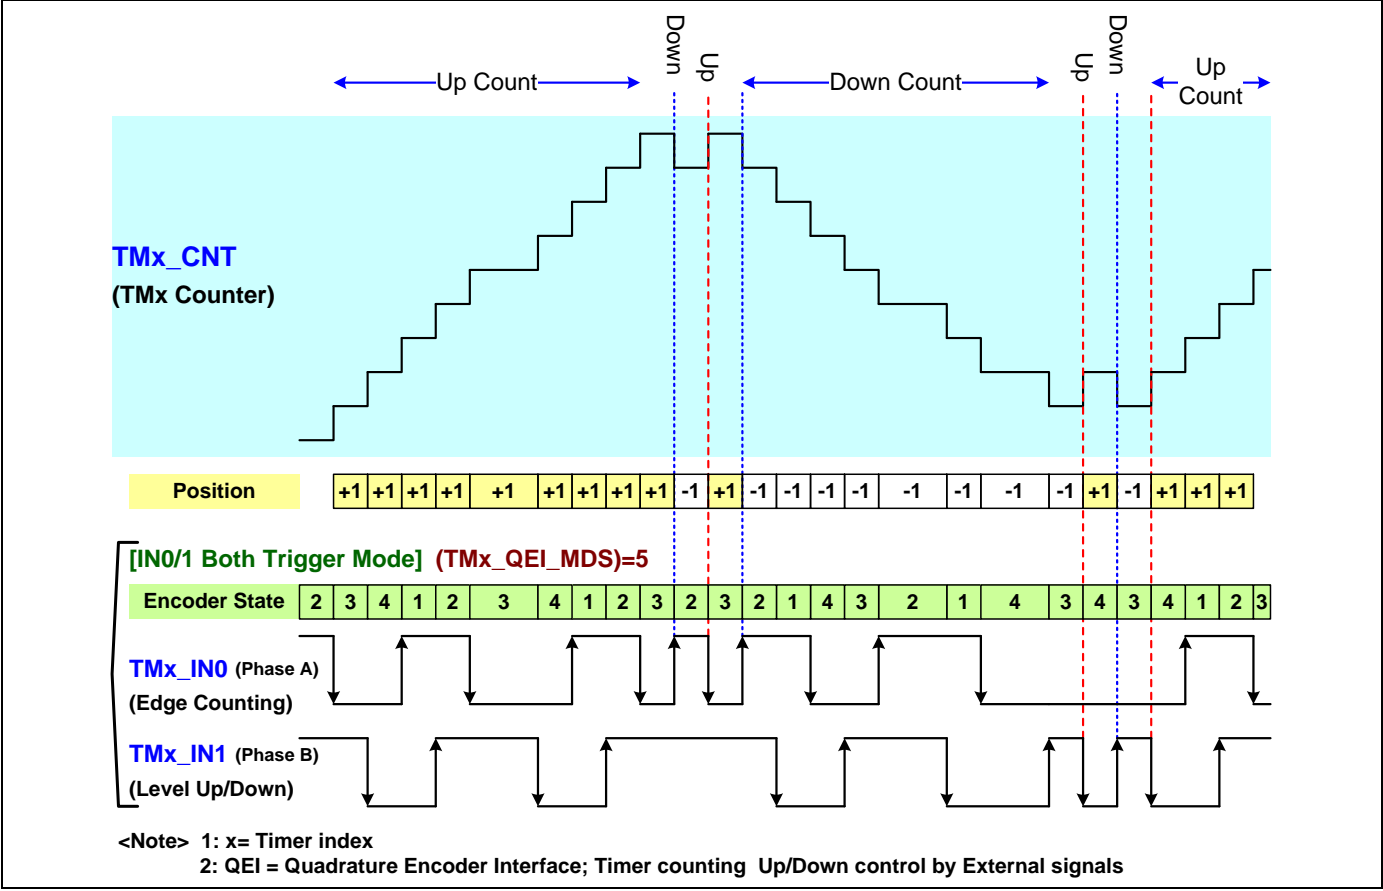 Down Up Up Down
Up Count Down Count Up
Count
TMx_CNT
(TMx Counter)
Position +1 +1 +1 +1 +1 +1 +1 +1 +1 +1 -1 +1 -1 -1 -1 -1 -1 -1 -1 -1 +1 -1 +1 +1 +1
[IN0/1 Both Trigger Mode] (TMx_QEI_MDS)=5
Encoder State 2 3 4 1 2 3 4 1 2 3 2 3 2 1 4 3 2 1 4 3 4 3 4 1 2 3
TMx_IN0 (Phase A)
(Edge Counting)
TMx_IN1 (Phase B)
(Level Up/Down)
<Note> 1: x= Timer index
2: QEI = Quadrature Encoder Interface; Timer counting Up/Down control by External signals